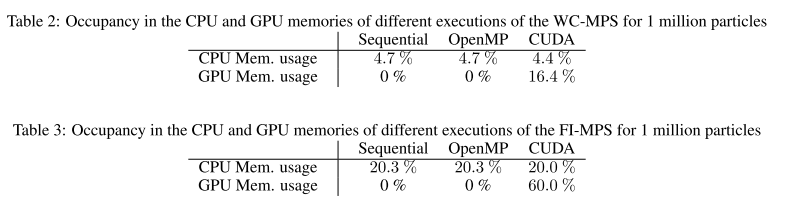 Table 2: Occupancy in the CPU and GPU memories of different executions of the WC-MPS for 1 million particles
Sequential OpenMP CUDA
CPU Mem. usage 4.7 % 4.7 % 4.4 %
GPU Mem. usage 0 % 0 % 16.4 %
Table 3: Occupancy in the CPU and GPU memories of different executions of the FI-MPS for 1 million particles
Sequential OpenMP CUDA
CPU Mem. usage 20.3 % 20.3 % 20.0 %
GPU Mem. usage 0 % 0 % 60.0 %